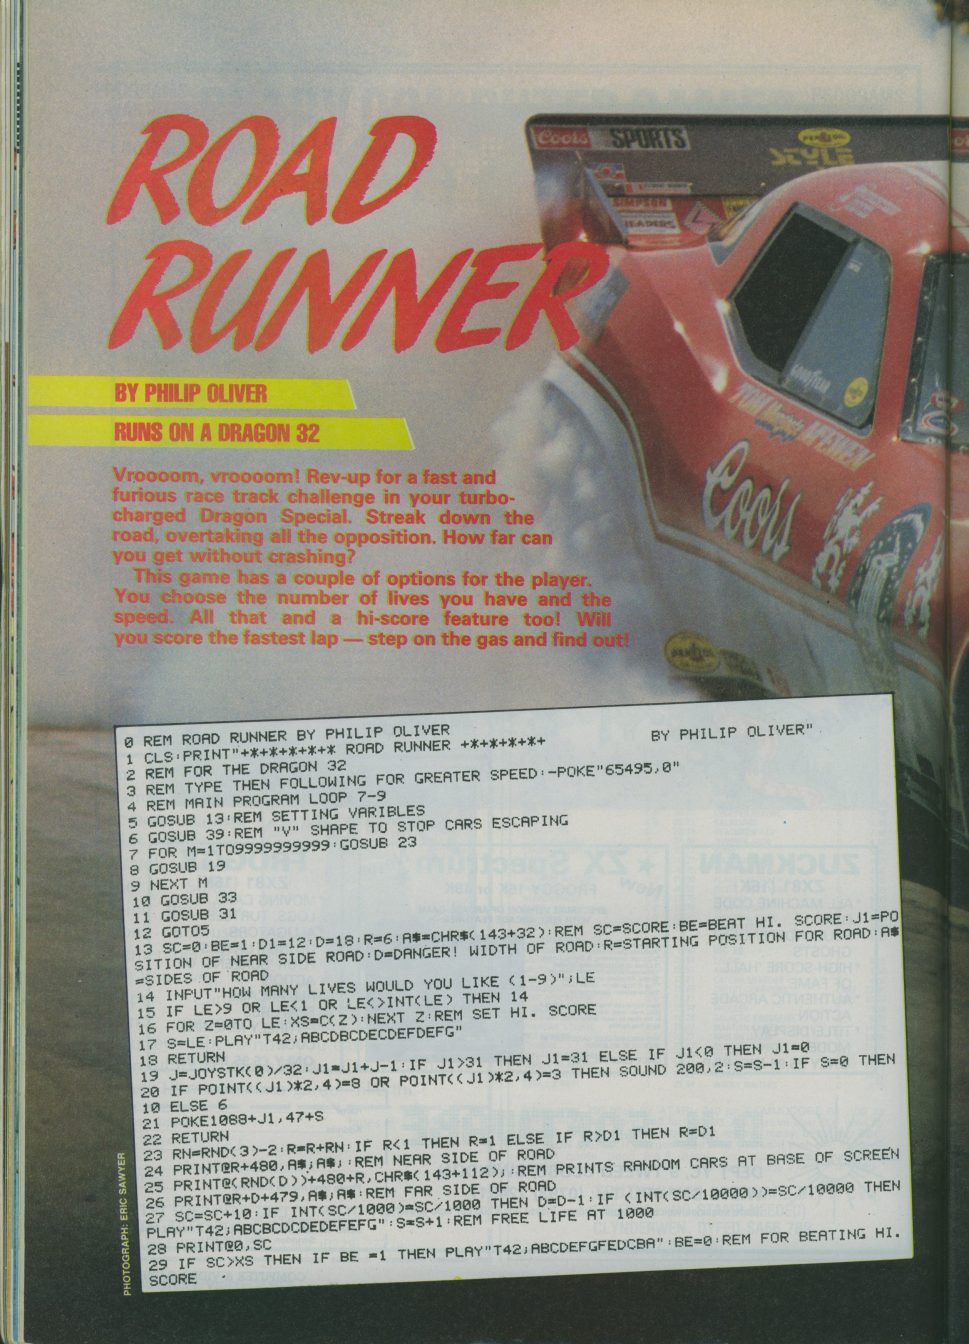 ROAD
RUNNER
BY PHILIP OLIVER
RUNS ON A DRAGON 32
Vroooom, vroooom! Rev-up for a fast and
furious race track challenge in your turbo-
charged Dragon Special. Streak down the
road, overtaking all the opposition. How far can
you get without crashing?
This game has a couple of options for the player.
You choose the number of lives you have and the
speed. All that and a hi-score feature too! Will
you score the fastest lap — step on the gas and find out!
Coors SPORTS
PENNZOIL
STYLE
SIMPSON
HEADERS
GOODYEAR
TOM
McEWEN
Coors
PENNZOIL
0 REM ROAD RUNNER BY PHILIP OLIVER
1 CLS:PRINT"+*+*+*+*+* ROAD RUNNER +*+*+*+*+ BY PHILIP OLIVER"
2 REM FOR THE DRAGON 32
3 REM TYPE THEN FOLLOWING FOR GREATER SPEED:-POKE"65495,0"
4 REM MAIN PROGRAM LOOP 7-9
5 GOSUB 13:REM SETTING VARIBLES
6 GOSUB 39:REM "V" SHAPE TO STOP CARS ESCAPING
7 FOR M=1TO9999999999:GOSUB 23
8 GOSUB 19
9 NEXT M
10 GOSUB 33
11 GOSUB 31
12 GOTO5
13 SC=0:BE=1:D1=12:D=18:R=6:A$=CHR$(143+32):REM SC=SCORE:BE=BEAT HI. SCORE:J1=PO
SITION OF NEAR SIDE ROAD:D=DANGER! WIDTH OF ROAD:R=STARTING POSITION FOR ROAD:A$
=SIDES OF ROAD
14 INPUT"HOW MANY LIVES WOULD YOU LIKE (1-9)";LE
15 IF LE>9 OR LE<1 OR LE<>INT(LE) THEN 14
16 FOR Z=0TO LE:XS=C(Z):NEXT Z:REM SET HI. SCORE
17 S=LE:PLAY"T42;ABCDBCDECDEFDEFG"
18 RETURN
19 J=JOYSTK(0)/32:J1=J1+J-1:IF J1>31 THEN J1=31 ELSE IF J1<0 THEN J1=0
20 IF POINT((J1)*2,4)=8 OR POINT((J1)*2,4)=3 THEN SOUND 200,2:S=S-1:IF S=0 THEN
10 ELSE 6
21 POKE1088+J1,47+S
22 RETURN
23 RN=RND(3)-2:R=R+RN:IF R<1 THEN R=1 ELSE IF R>D1 THEN R=D1
24 PRINT@R+480,A$;A$;:REM NEAR SIDE OF ROAD
25 PRINT@(RND(D))+480+R,CHR$(143+112);:REM PRINTS RANDOM CARS AT BASE OF SCREEN
26 PRINT@R+D+479,A$;A$:REM FAR SIDE OF ROAD
27 SC=SC+10:IF INT(SC/1000)=SC/1000 THEN D=D-1:IF (INT(SC/10000))=SC/10000 THEN
PLAY"T42;ABCBCDCDEDEFEFG":S=S+1:REM FREE LIFE AT 1000
28 PRINT@0,SC
29 IF SC>XS THEN IF BE =1 THEN PLAY"T42;ABCDEFGFEDCBA":BE=0:REM FOR BEATING HI.
SCORE
PHOTOGRAPH: ERIC SAWYER